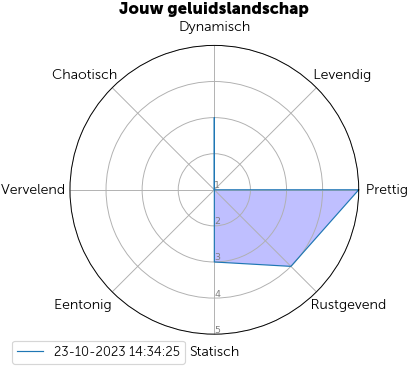 Jouw geluidslandschap
Dynamisch
Chaotisch
Levendig
Vervelend
Prettig
1
2
3
4
5
Eentonig
Rustgevend
Statisch
23-10-2023 14:34:25